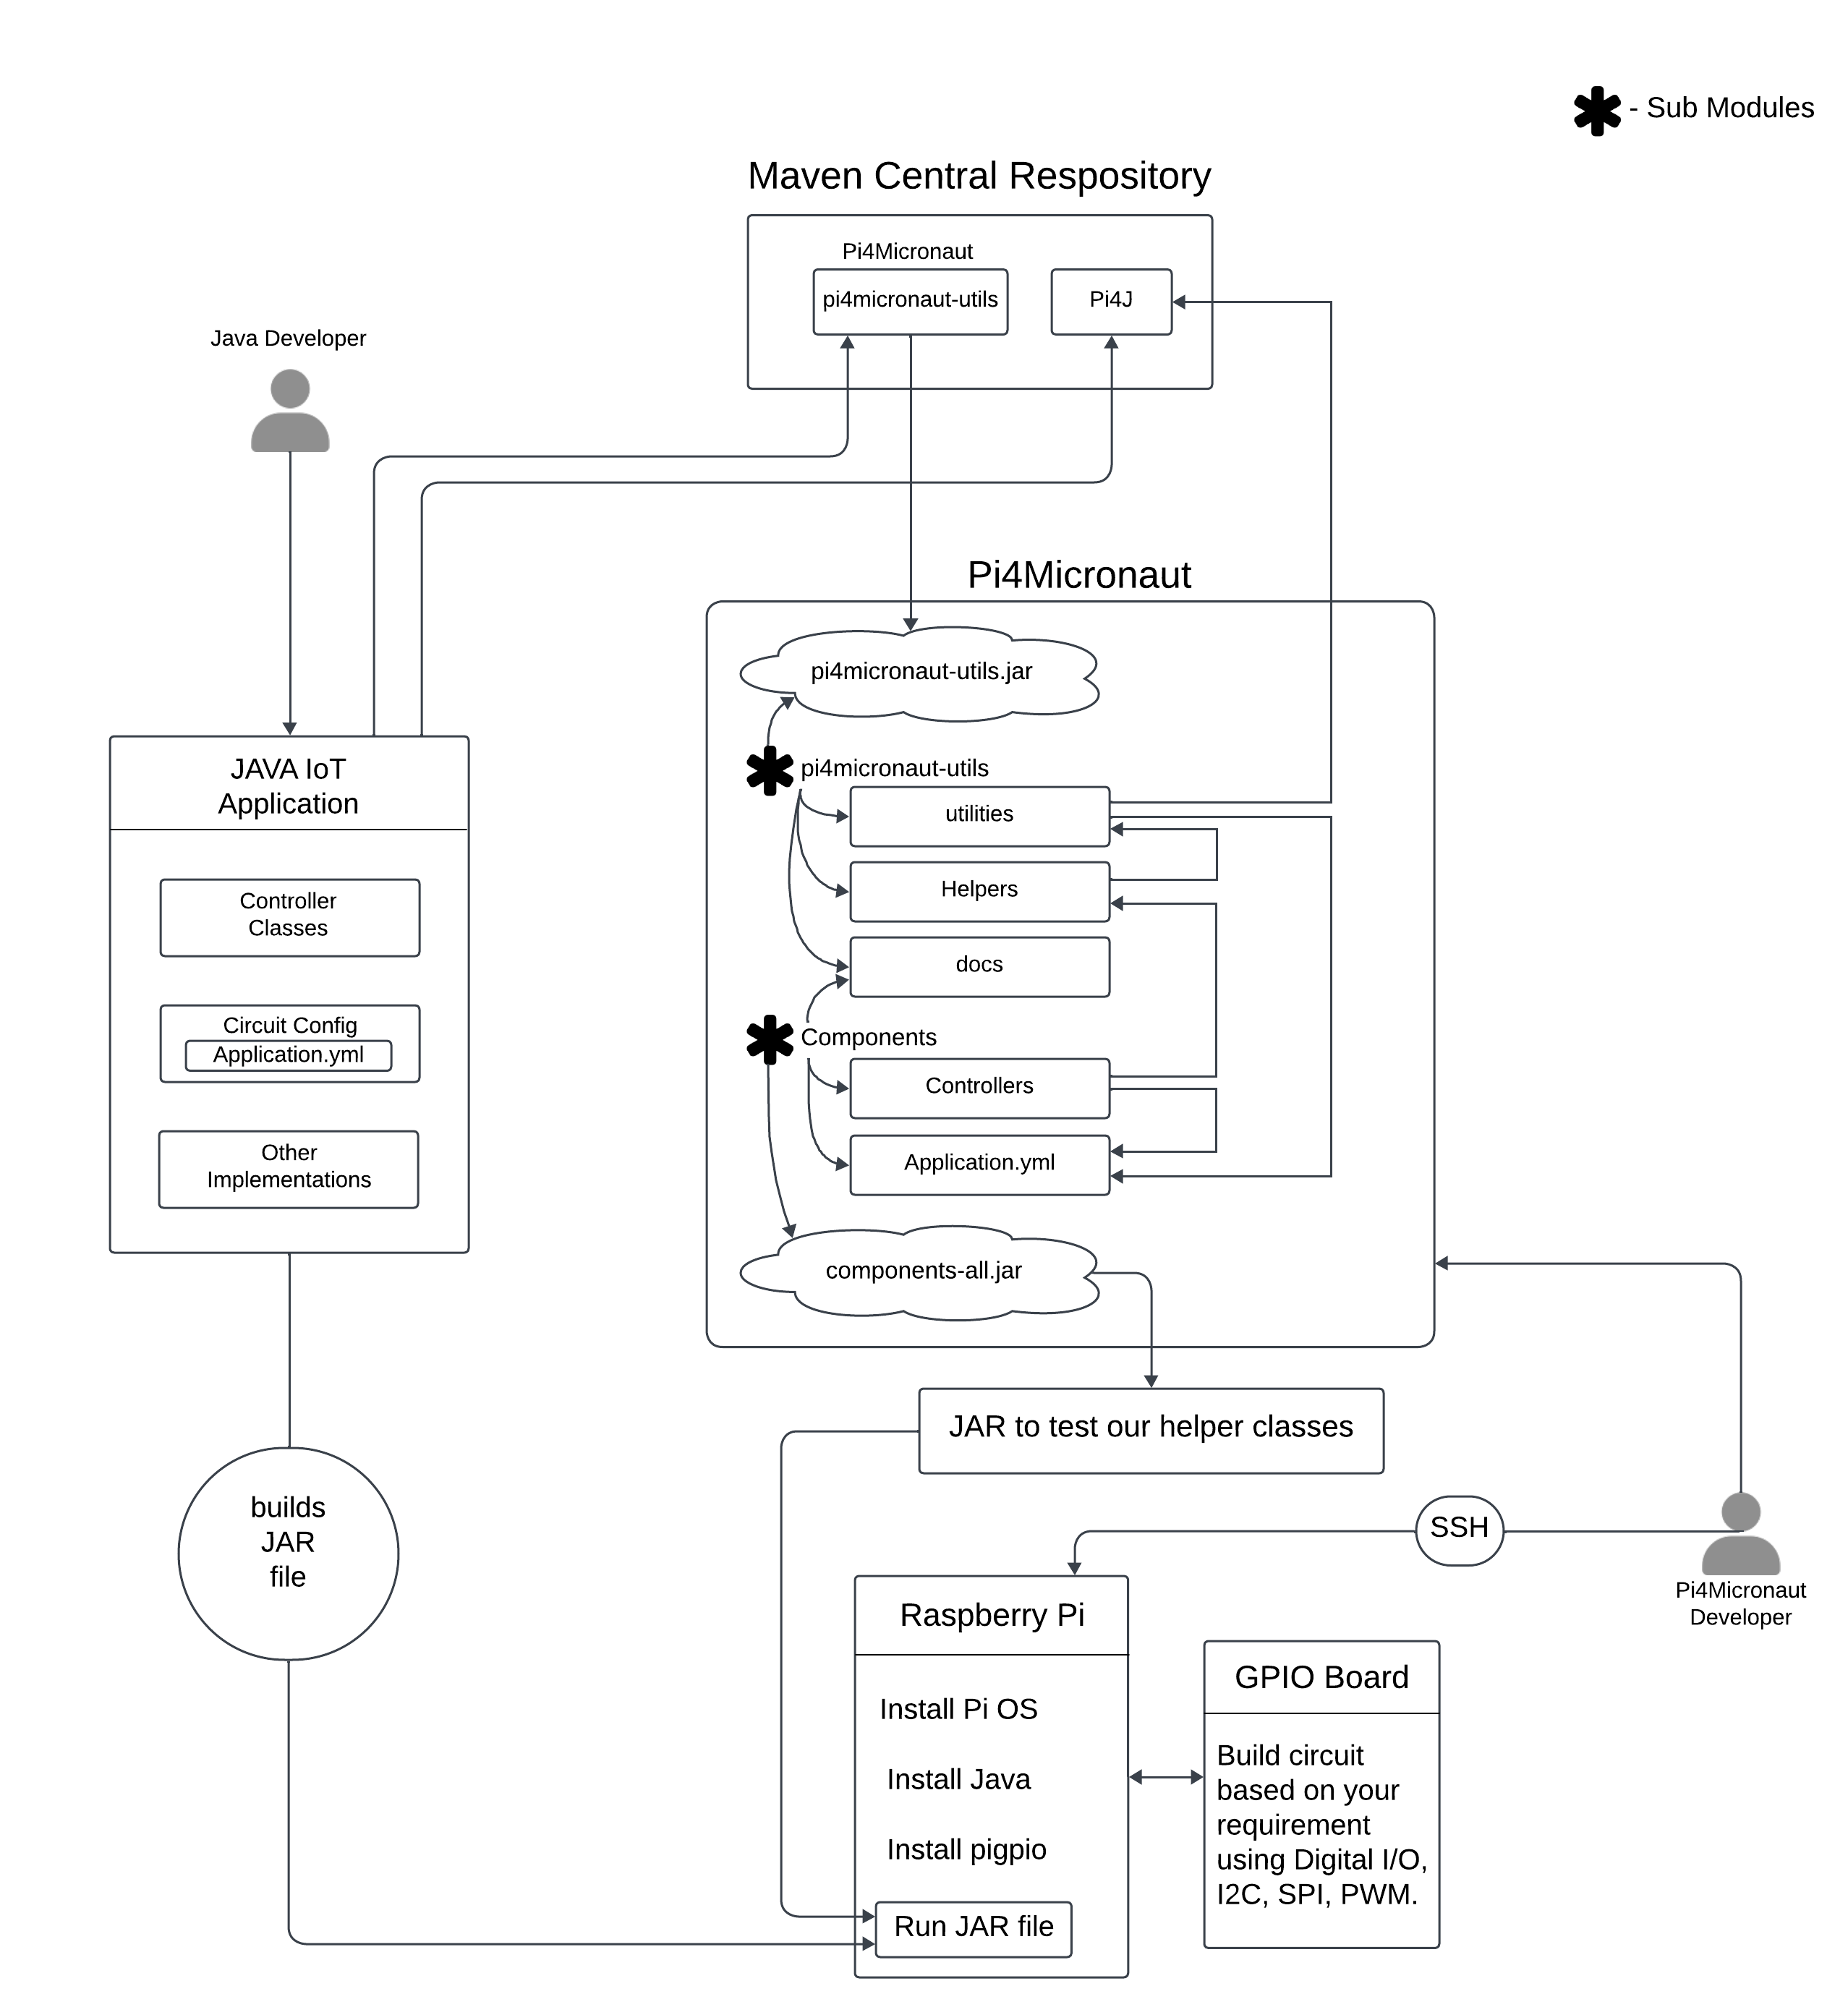 - Sub Modules
Maven Central Respository
Pi4Micronaut
pi4micronaut-utils
Pi4J
Java Developer
Pi4Micronaut
pi4micronaut-utils.jar
pi4micronaut-utils
utilities
Helpers
docs
Components
Controllers
Application.yml
components-all.jar
JAVA IoT
Application
Controller
Classes
Circuit Config
Application.yml
Other
Implementations
builds
JAR
file
JAR to test our helper classes
SSH
Pi4Micronaut
Developer
Raspberry Pi
Install Pi OS
Install Java
Install pigpio
Run JAR file
GPIO Board
Build circuit
based on your
requirement
using Digital I/O,
I2C, SPI, PWM.